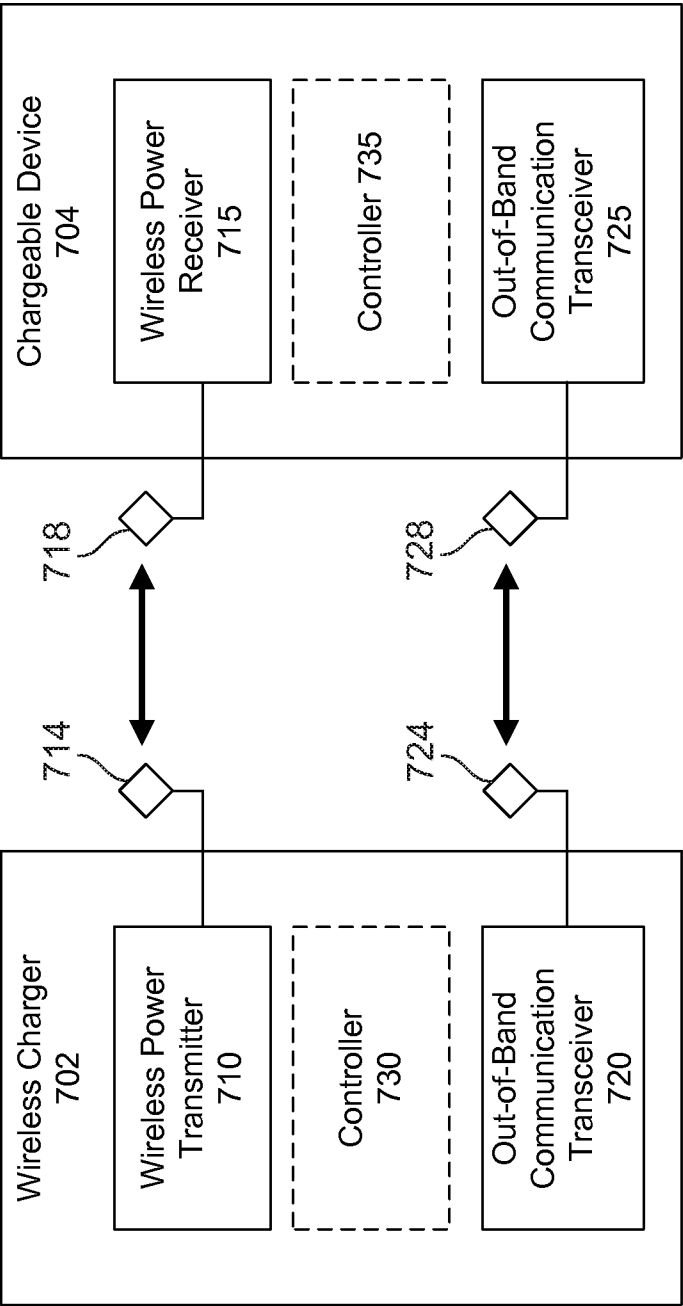 Wireless Charger
702
Wireless Power
Transmitter
710
Controller
730
Out-of-Band
Communication
Transceiver
720
714
718
724
728
Chargeable Device
704
Wireless Power
Receiver
715
Controller 735
Out-of-Band
Communication
Transceiver
725